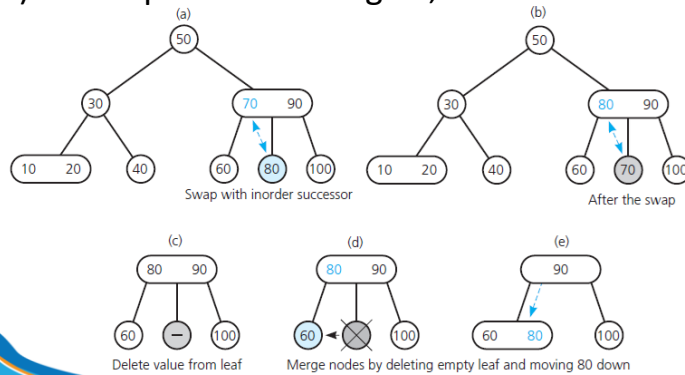 (a)
50
30
70 90
10 20
40
60
80
100
Swap with inorder successor
(b)
50
30
80 90
10 20
40
60
70
100
After the swap
(c)
80 90
60
–
100
Delete value from leaf
(d)
80 90
60
100
(e)
90
60 80
100
Merge nodes by deleting empty leaf and moving 80 down